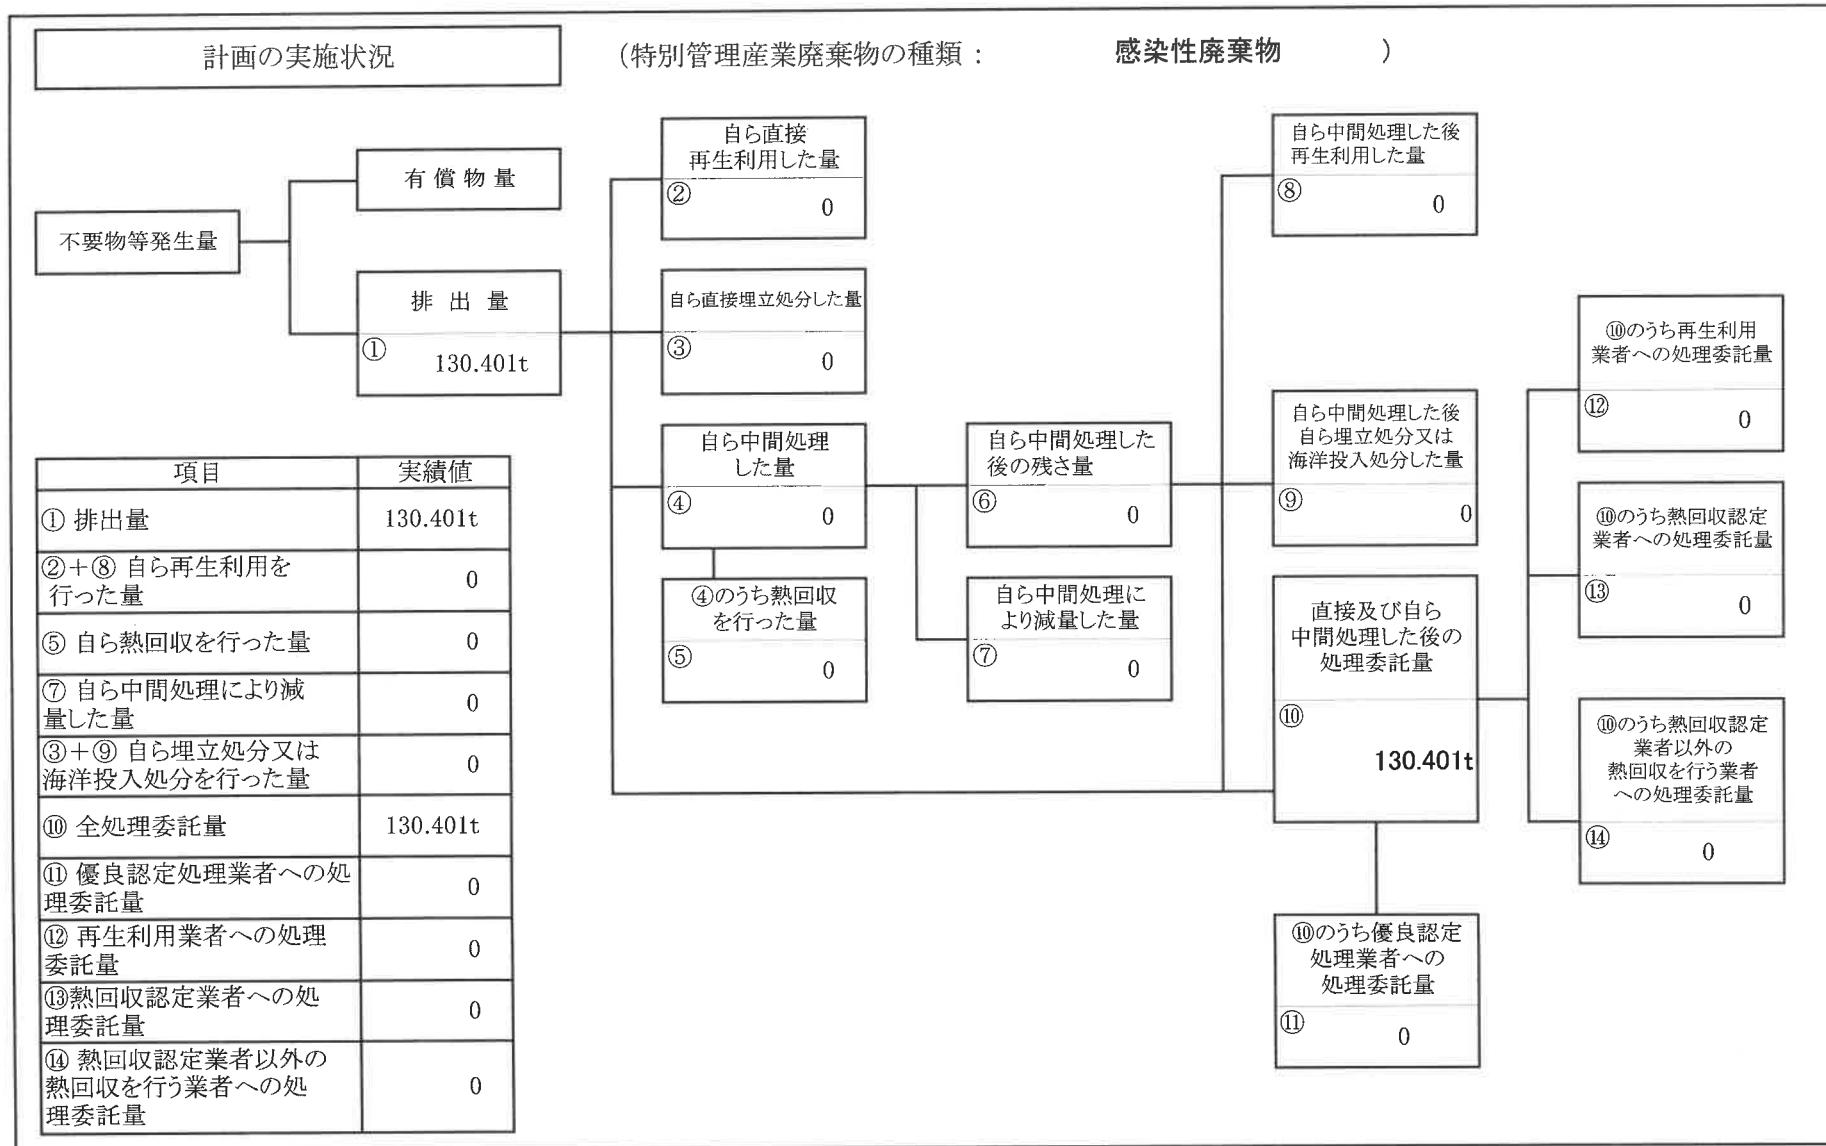 計画の実施状況
（特別管理産業廃棄物の種類： 感染性廃棄物 ）
不要物等発生量
有償物量
排出量
① 130.401t
自ら直接
再生利用した量
② 0
自ら直接埋立処分した量
③ 0
自ら中間処理
した量
④ 0
④のうち熱回収
を行った量
⑤ 0
自ら中間処理した
後の残さ量
⑥ 0
自ら中間処理に
より減量した量
⑦ 0
自ら中間処理した後
再生利用した量
⑧ 0
自ら中間処理した後
自ら埋立処分又は
海洋投入処分した量
⑨ 0
直接及び自ら
中間処理した後の
処理委託量
⑩
130.401t
⑩のうち優良認定
処理業者への
処理委託量
⑪ 0
⑩のうち再生利用
業者への処理委託量
⑫ 0
⑩のうち熱回収認定
業者への処理委託量
⑬ 0
⑩のうち熱回収認定
業者以外の
熱回収を行う業者
への処理委託量
⑭ 0
項目 実績値
① 排出量 130.401t
②＋⑧ 自ら再生利用を
行った量 0
⑤ 自ら熱回収を行った量 0
⑦ 自ら中間処理により減
量した量 0
③＋⑨ 自ら埋立処分又は
海洋投入処分を行った量 0
⑩ 全処理委託量 130.401t
⑪ 優良認定処理業者への処
理委託量 0
⑫ 再生利用業者への処理
委託量 0
⑬熱回収認定業者への処
理委託量 0
⑭ 熱回収認定業者以外の
熱回収を行う業者への処
理委託量 0